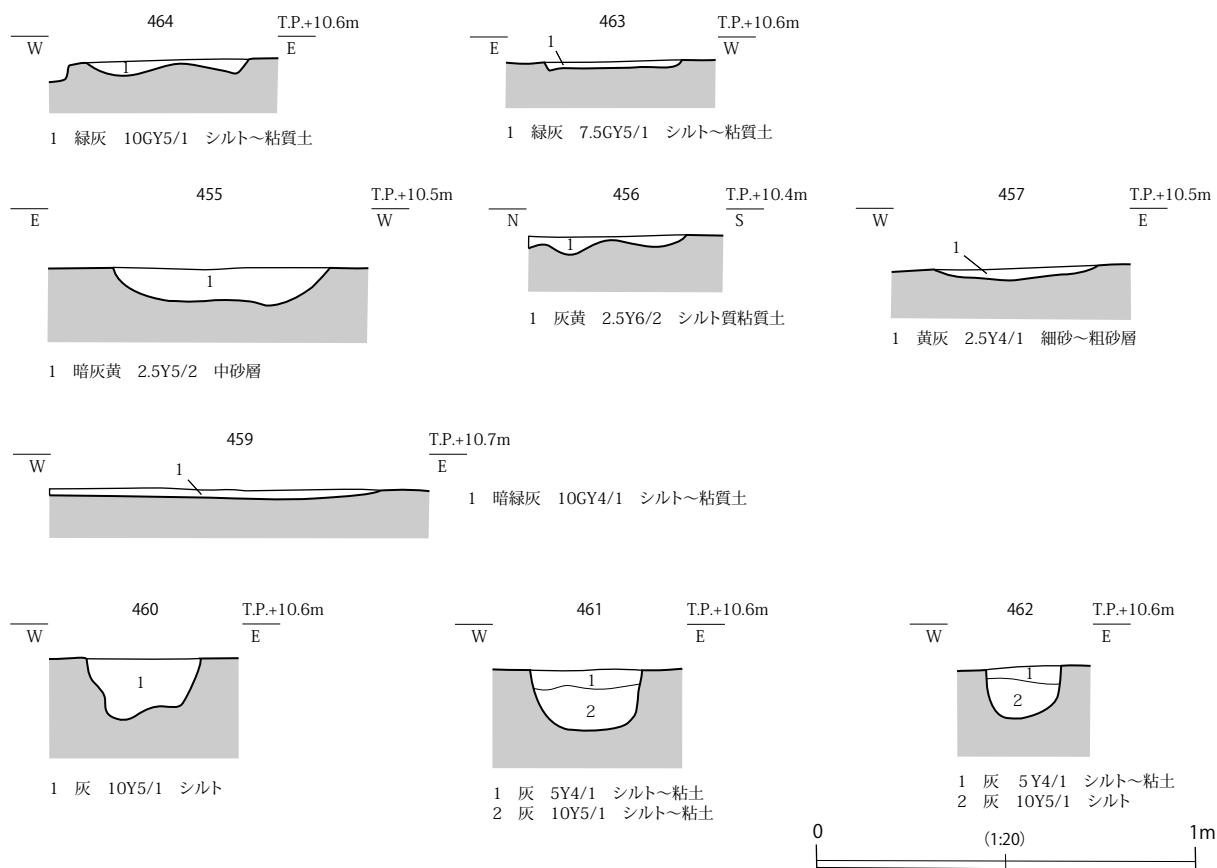 464 T.P.+10.6m
W E
1
1 緑灰 10GY5/1 シルト~粘質土
463 T.P.+10.6m
E W
1
1 緑灰 7.5GY5/1 シルト~粘質土
455 T.P.+10.5m
E W
1
1 暗灰黄 2.5Y5/2 中砂層
456 T.P.+10.4m
N S
1
1 灰黄 2.5Y6/2 シルト質粘質土
457 T.P.+10.5m
W E
1
1 黄灰 2.5Y4/1 細砂~粗砂層
459 T.P.+10.7m
W E
1
1 暗緑灰 10GY4/1 シルト~粘質土
460 T.P.+10.6m
W E
1
1 灰 10Y5/1 シルト
461 T.P.+10.6m
W E
1
2
1 灰 5Y4/1 シルト~粘土
2 灰 10Y5/1 シルト~粘土
462 T.P.+10.6m
W E
1
2
1 灰 5Y4/1 シルト~粘土
2 灰 10Y5/1 シルト
0 (1:20) 1m